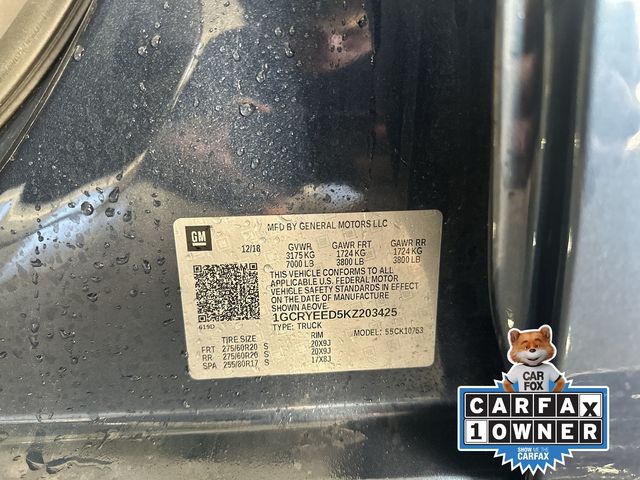 MFD BY GENERAL MOTORS LLC
GM
12/18
GVWR GAWR FRT GAWR RR
3175 KG 1724 KG 1724 KG
7000 LB 3800 LB 3800 LB
THIS VEHICLE CONFORMS TO ALL
APPLICABLE U.S. FEDERAL MOTOR
VEHICLE SAFETY STANDARDS IN EFFECT
ON THE DATE OF MANUFACTURE
SHOWN ABOVE.
1GCRYEED5KZ203425
619D
TYPE: TRUCK MODEL: 55CK10753
TIRE SIZE RIM
FRT 275/60R20 S 20X9J
RR 275/60R20 S 20X9J
SPA 255/80R17 S 17X8J
CAR
FOX
CARFAX
1 OWNER
SHOW ME THE
CARFAX